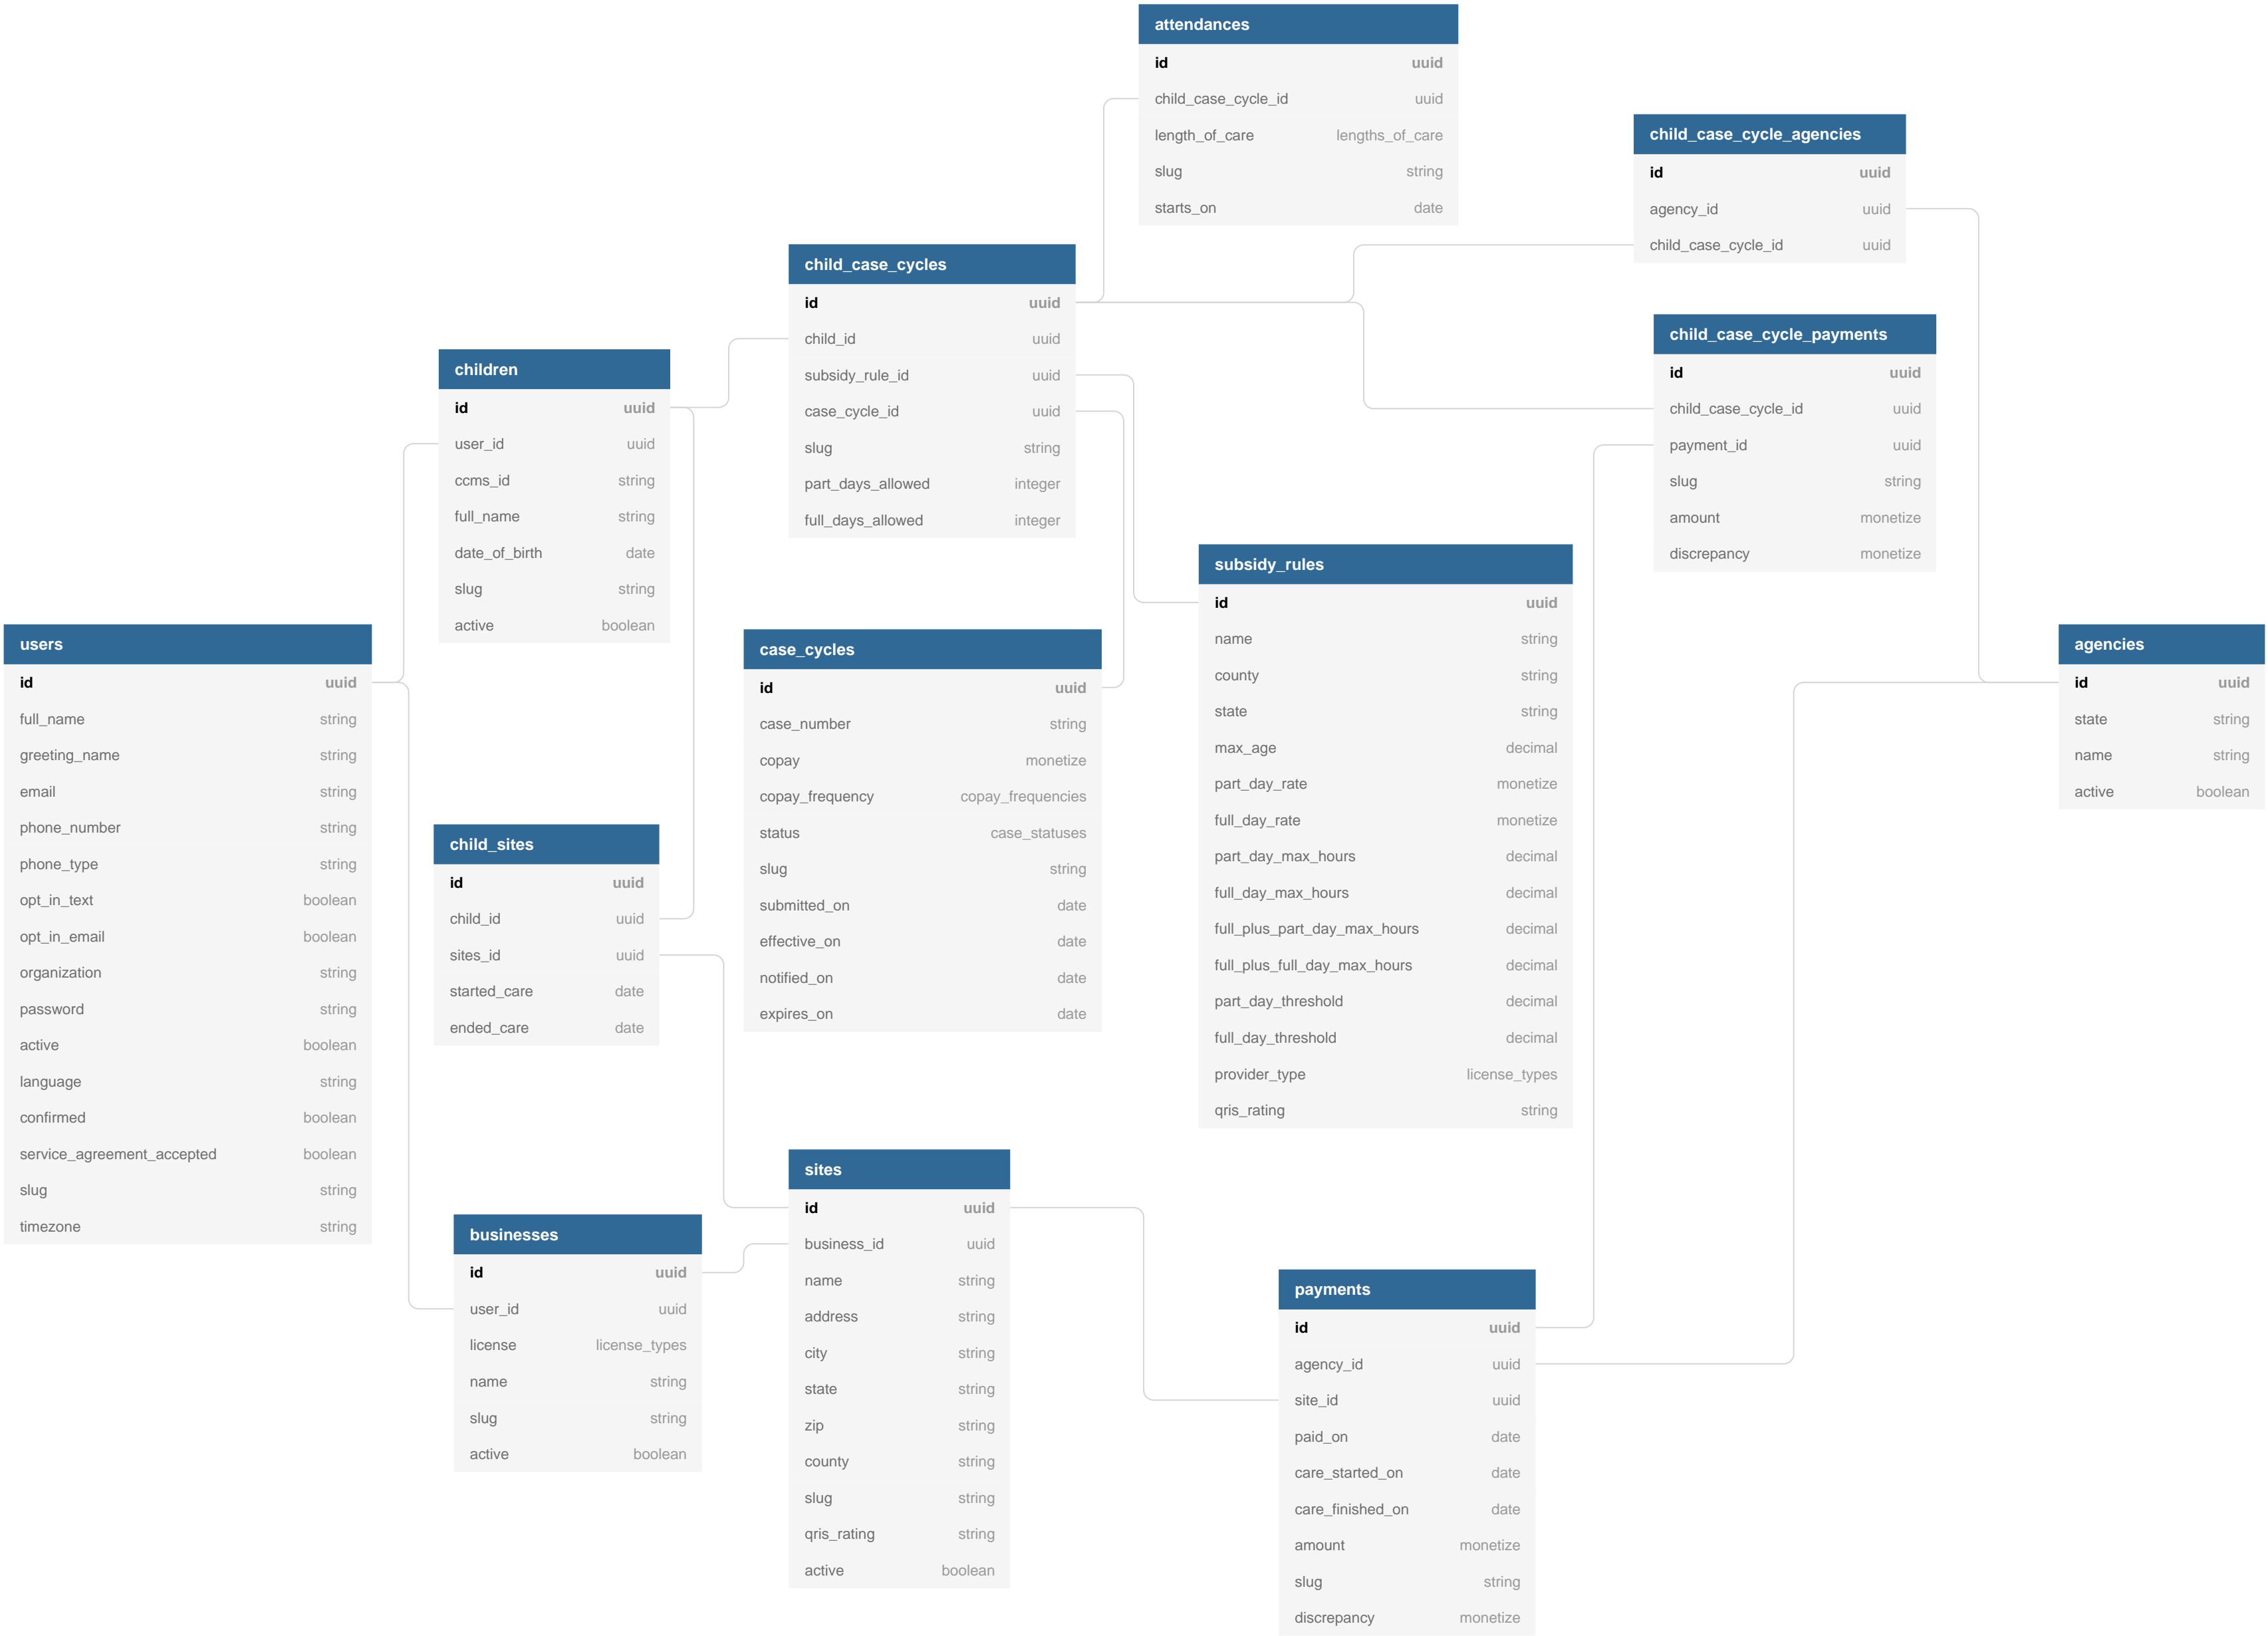 attendances
id uuid
child_case_cycle_id uuid
length_of_care lengths_of_care
slug string
starts_on date
child_case_cycle_agencies
id uuid
agency_id uuid
child_case_cycle_id uuid
child_case_cycles
id uuid
child_id uuid
subsidy_rule_id uuid
case_cycle_id uuid
slug string
part_days_allowed integer
full_days_allowed integer
child_case_cycle_payments
id uuid
child_case_cycle_id uuid
payment_id uuid
slug string
amount monetize
discrepancy monetize
children
id uuid
user_id uuid
ccms_id string
full_name string
date_of_birth date
slug string
active boolean
subsidy_rules
id uuid
name string
county string
state string
max_age decimal
part_day_rate monetize
full_day_rate monetize
part_day_max_hours decimal
full_day_max_hours decimal
full_plus_part_day_max_hours decimal
full_plus_full_day_max_hours decimal
part_day_threshold decimal
full_day_threshold decimal
provider_type license_types
qris_rating string
users
id uuid
full_name string
greeting_name string
email string
phone_number string
phone_type string
opt_in_text boolean
opt_in_email boolean
organization string
password string
active boolean
language string
confirmed boolean
service_agreement_accepted boolean
slug string
timezone string
case_cycles
id uuid
case_number string
copay monetize
copay_frequency copay_frequencies
status case_statuses
slug string
submitted_on date
effective_on date
notified_on date
expires_on date
agencies
id uuid
state string
name string
active boolean
child_sites
id uuid
child_id uuid
sites_id uuid
started_care date
ended_care date
sites
id uuid
business_id uuid
name string
address string
city string
state string
zip string
county string
slug string
qris_rating string
active boolean
businesses
id uuid
user_id uuid
license license_types
name string
slug string
active boolean
payments
id uuid
agency_id uuid
site_id uuid
paid_on date
care_started_on date
care_finished_on date
amount monetize
slug string
discrepancy monetize